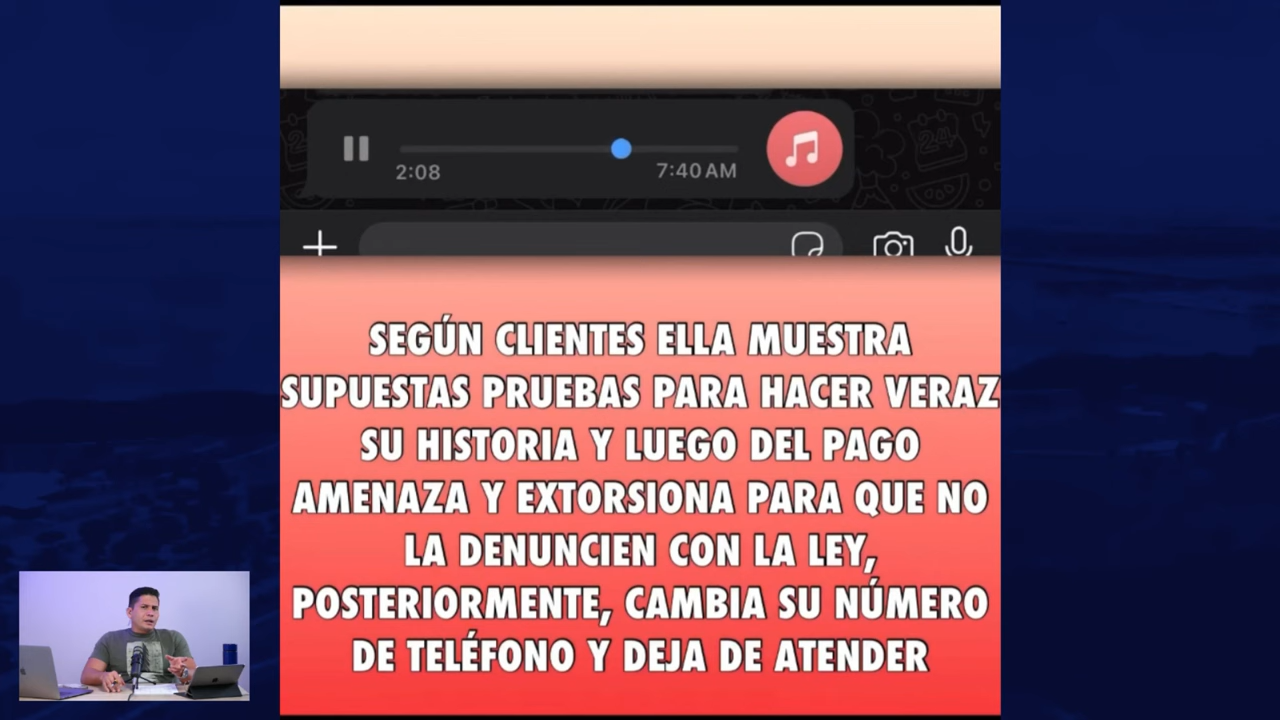 2:08
7:40 AM
SEGÚN CLIENTES ELLA MUESTRA
SUPUESTAS PRUEBAS PARA HACER VERAZ
SU HISTORIA Y LUEGO DEL PAGO
AMENAZA Y EXTORSIONA PARA QUE NO
LA DENUNCIEN CON LA LEY,
POSTERIORMENTE, CAMBIA SU NÚMERO
DE TELÉFONO Y DEJA DE ATENDER